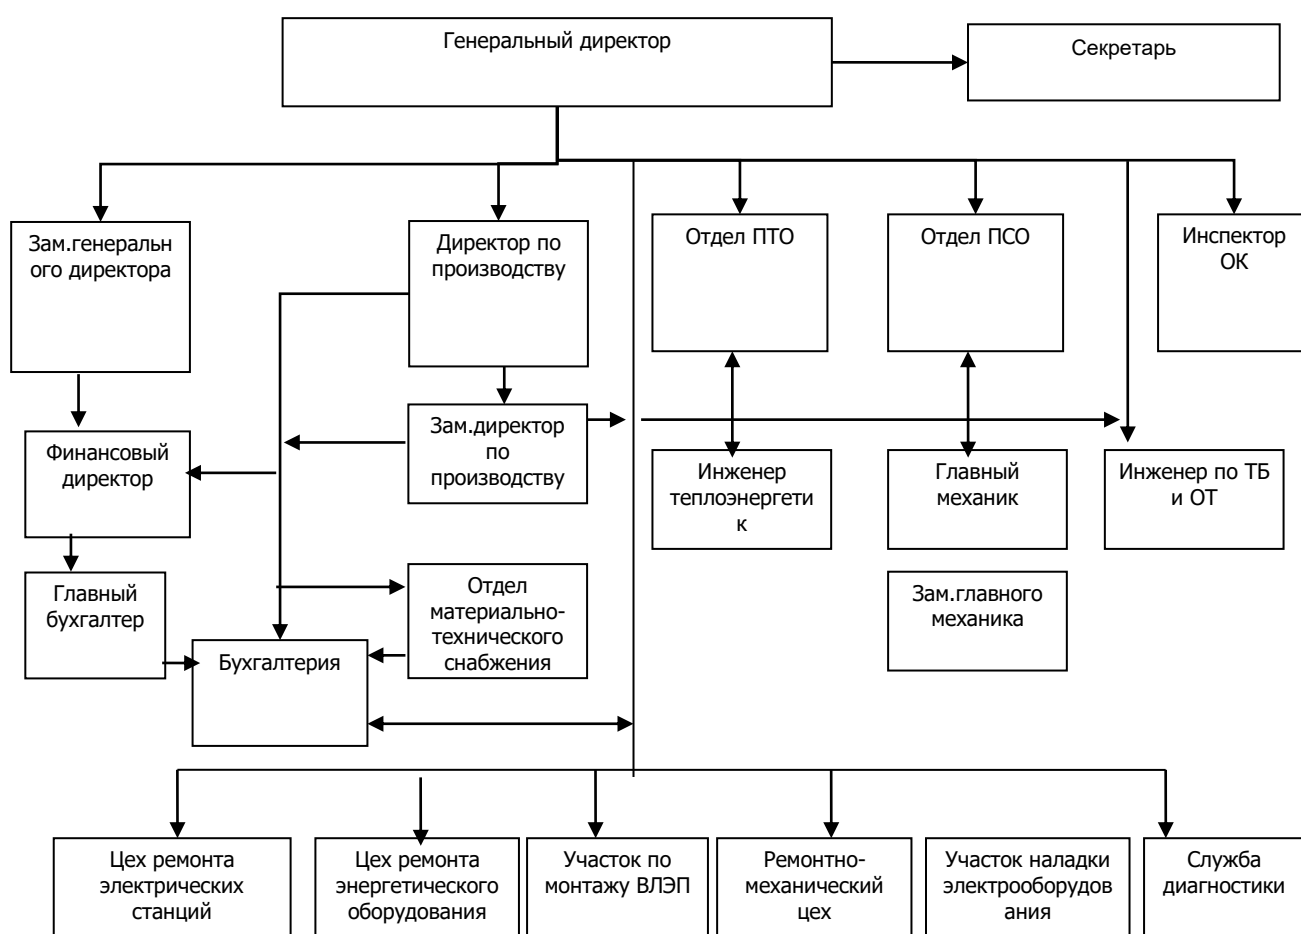 Генеральный директор
Секретарь
Зам.генеральн
ого директора
Директор по
производству
Отдел ПТО
Отдел ПСО
Инспектор
ОК
Финансовый
директор
Зам.директор
по
производству
Инженер
теплоэнергети
к
Главный
механик
Инженер по ТБ
и ОТ
Главный
бухгалтер
Отдел
материально-
технического
снабжения
Зам.главного
механика
Бухгалтерия
Цех ремонта
электрических
станций
Цех ремонта
энергетического
оборудования
Участок по
монтажу ВЛЭП
Ремонтно-
механический
цех
Участок наладки
электрооборудов
ания
Служба
диагностики